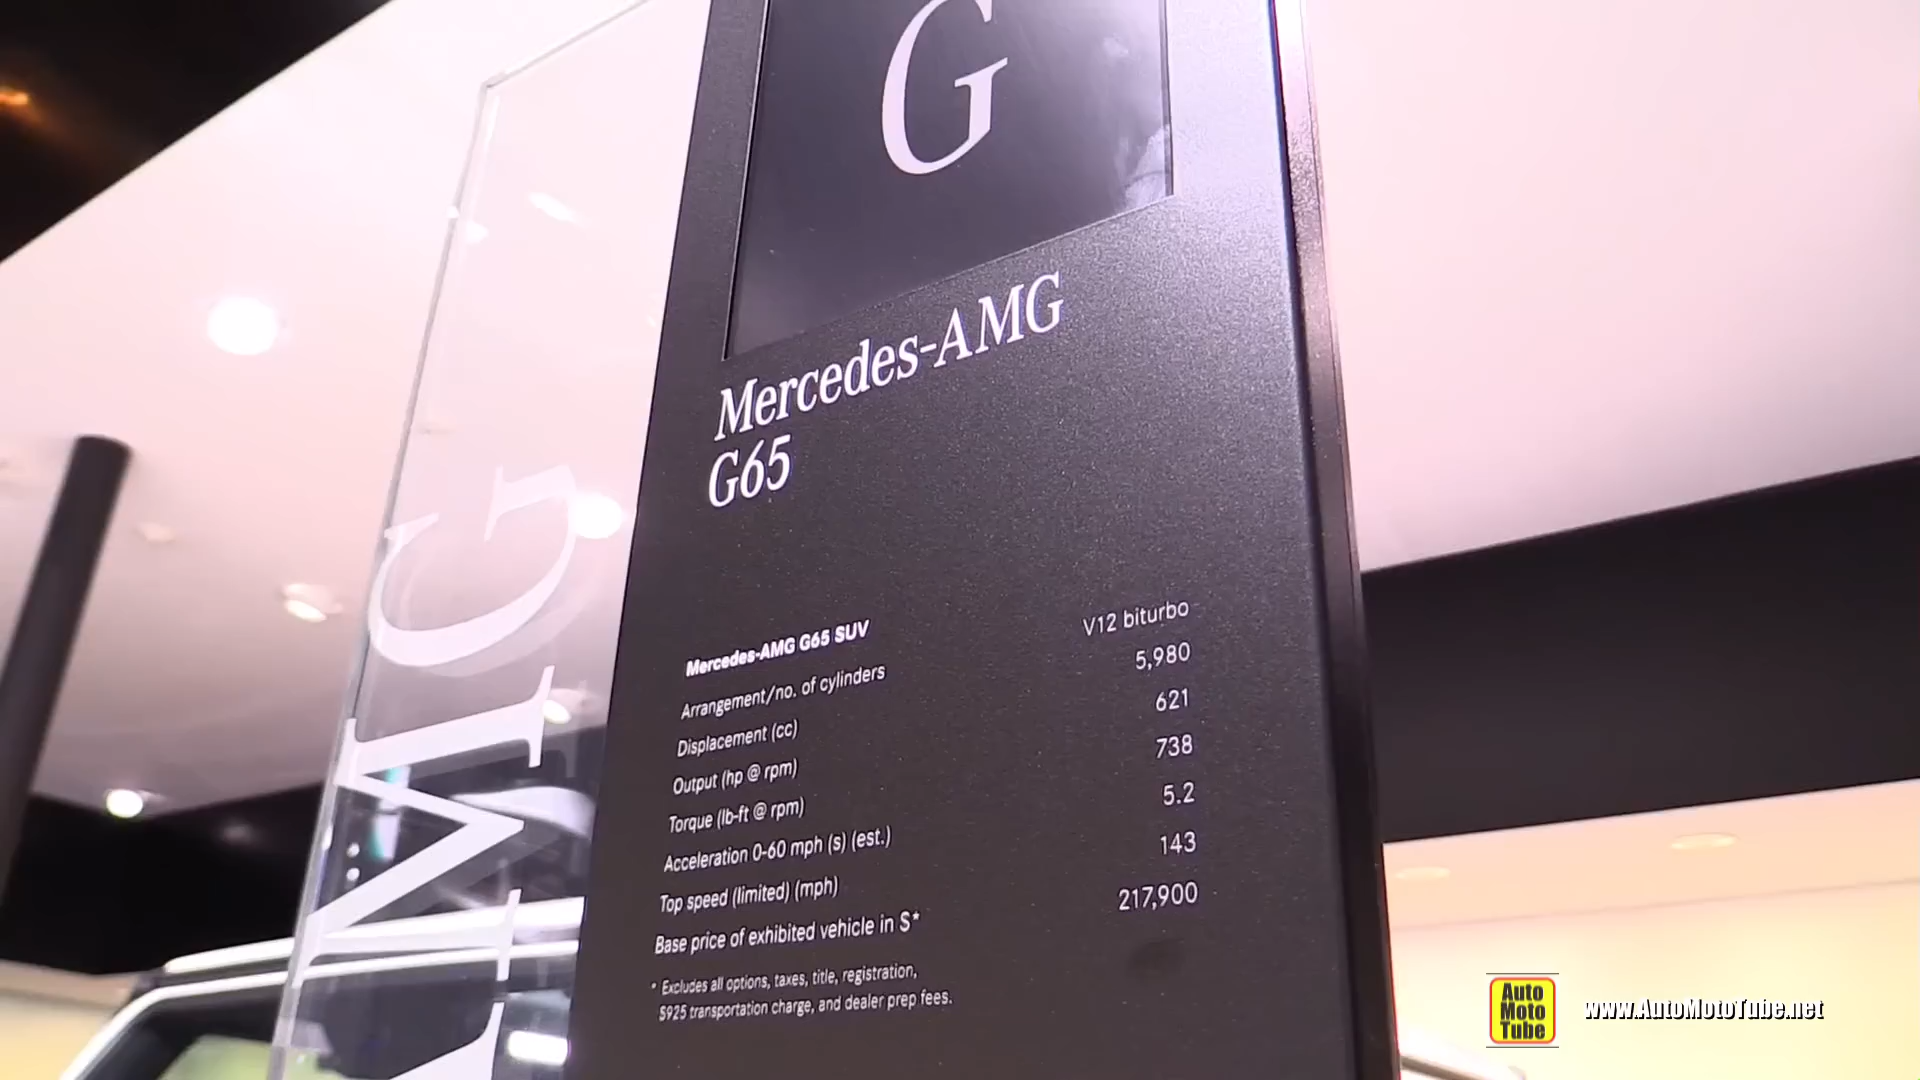 G
Mercedes-AMG
G65
AMG
Mercedes-AMG G65 SUV
Arrangement/no. of cylinders V12 biturbo
Displacement (cc) 5,980
Output (hp @ rpm) 621
Torque (lb-ft @ rpm) 738
Acceleration 0-60 mph (s) (est.) 5.2
Top speed (limited) (mph) 143
Base price of exhibited vehicle in $* 217,900
* Excludes all options, taxes, title, registration,
$925 transportation charge, and dealer prep fees.
Auto
Moto
Tube
www.AutoMotoTube.net